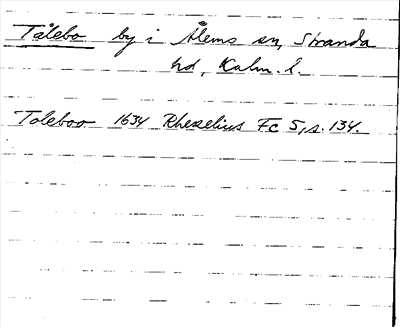 Tålebo by i Ålems sn, Stranda
hd, Kalm. l.
Toleboo 1634 Rhezelius Fc 5, s. 134.